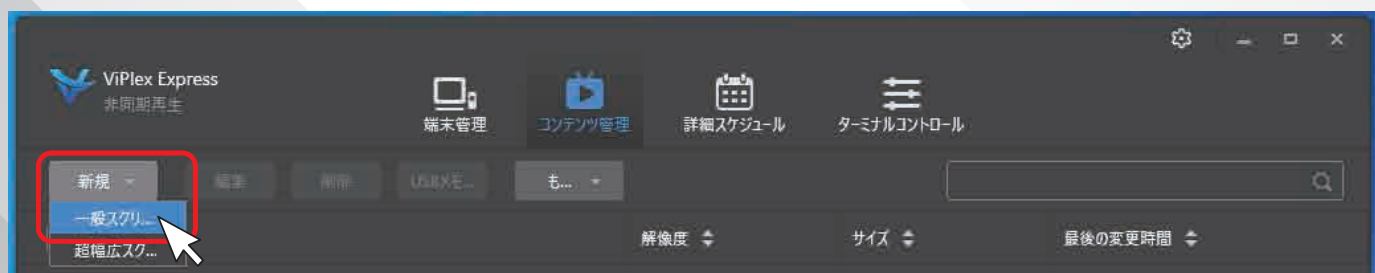 ViPlex Express
非同期再生
端末管理
コンテンツ管理
詳細スケジュール
ターミナルコントロール
新規
編集
削除
USBメモ...
も...
一般スクリ...
超幅広スク...
解像度
サイズ
最後の変更時間